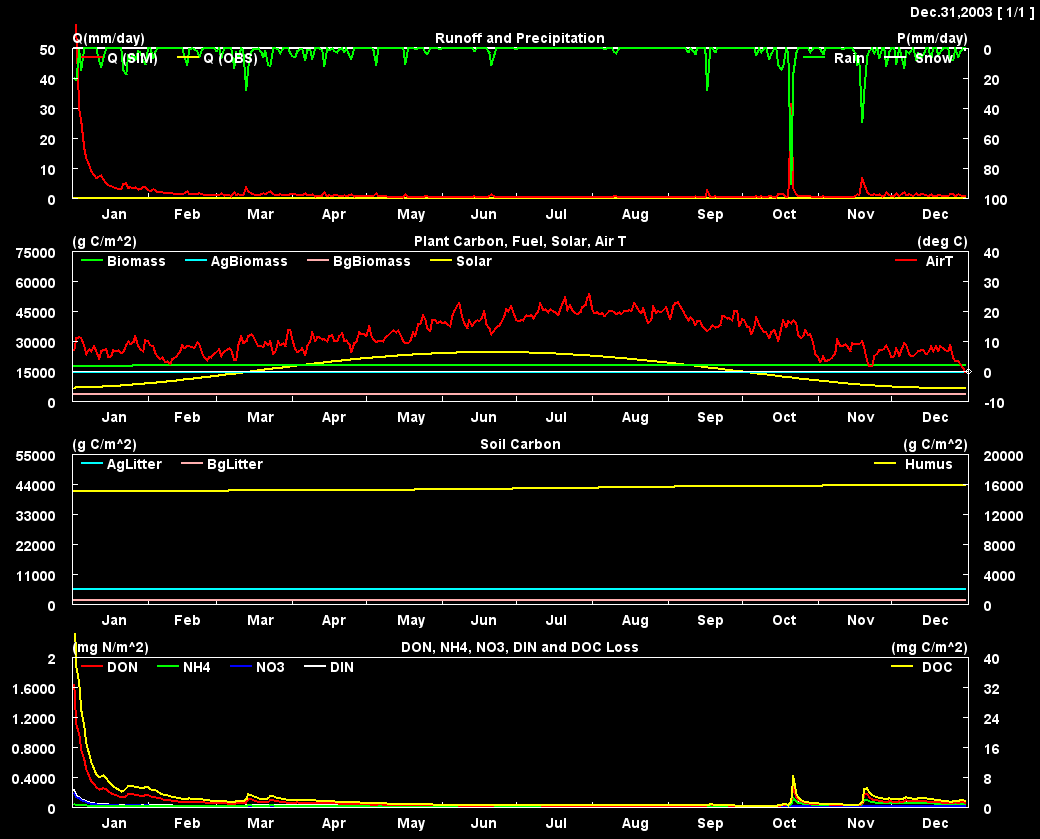 Dec.31,2003 [ 1/1 ]
Q(mm/day) Runoff and Precipitation P(mm/day)
Q (SIM) Q (OBS) Rain Snow
50 0
40 20
30 40
20 60
10 80
0 100
Jan Feb Mar Apr May Jun Jul Aug Sep Oct Nov Dec
(g C/m^2) Plant Carbon, Fuel, Solar, Air T (deg C)
75000 40
Biomass AgBiomass BgBiomass Solar AirT
60000 30
45000 20
30000 10
15000 0
0 -10
Jan Feb Mar Apr May Jun Jul Aug Sep Oct Nov Dec
(g C/m^2) Soil Carbon (g C/m^2)
55000 20000
AgLitter BgLitter Humus
44000 16000
33000 12000
22000 8000
11000 4000
0 0
Jan Feb Mar Apr May Jun Jul Aug Sep Oct Nov Dec
(mg N/m^2) DON, NH4, NO3, DIN and DOC Loss (mg C/m^2)
2 40
DON NH4 NO3 DIN DOC
1.6000 32
1.2000 24
0.8000 16
0.4000 8
0 0
Jan Feb Mar Apr May Jun Jul Aug Sep Oct Nov Dec